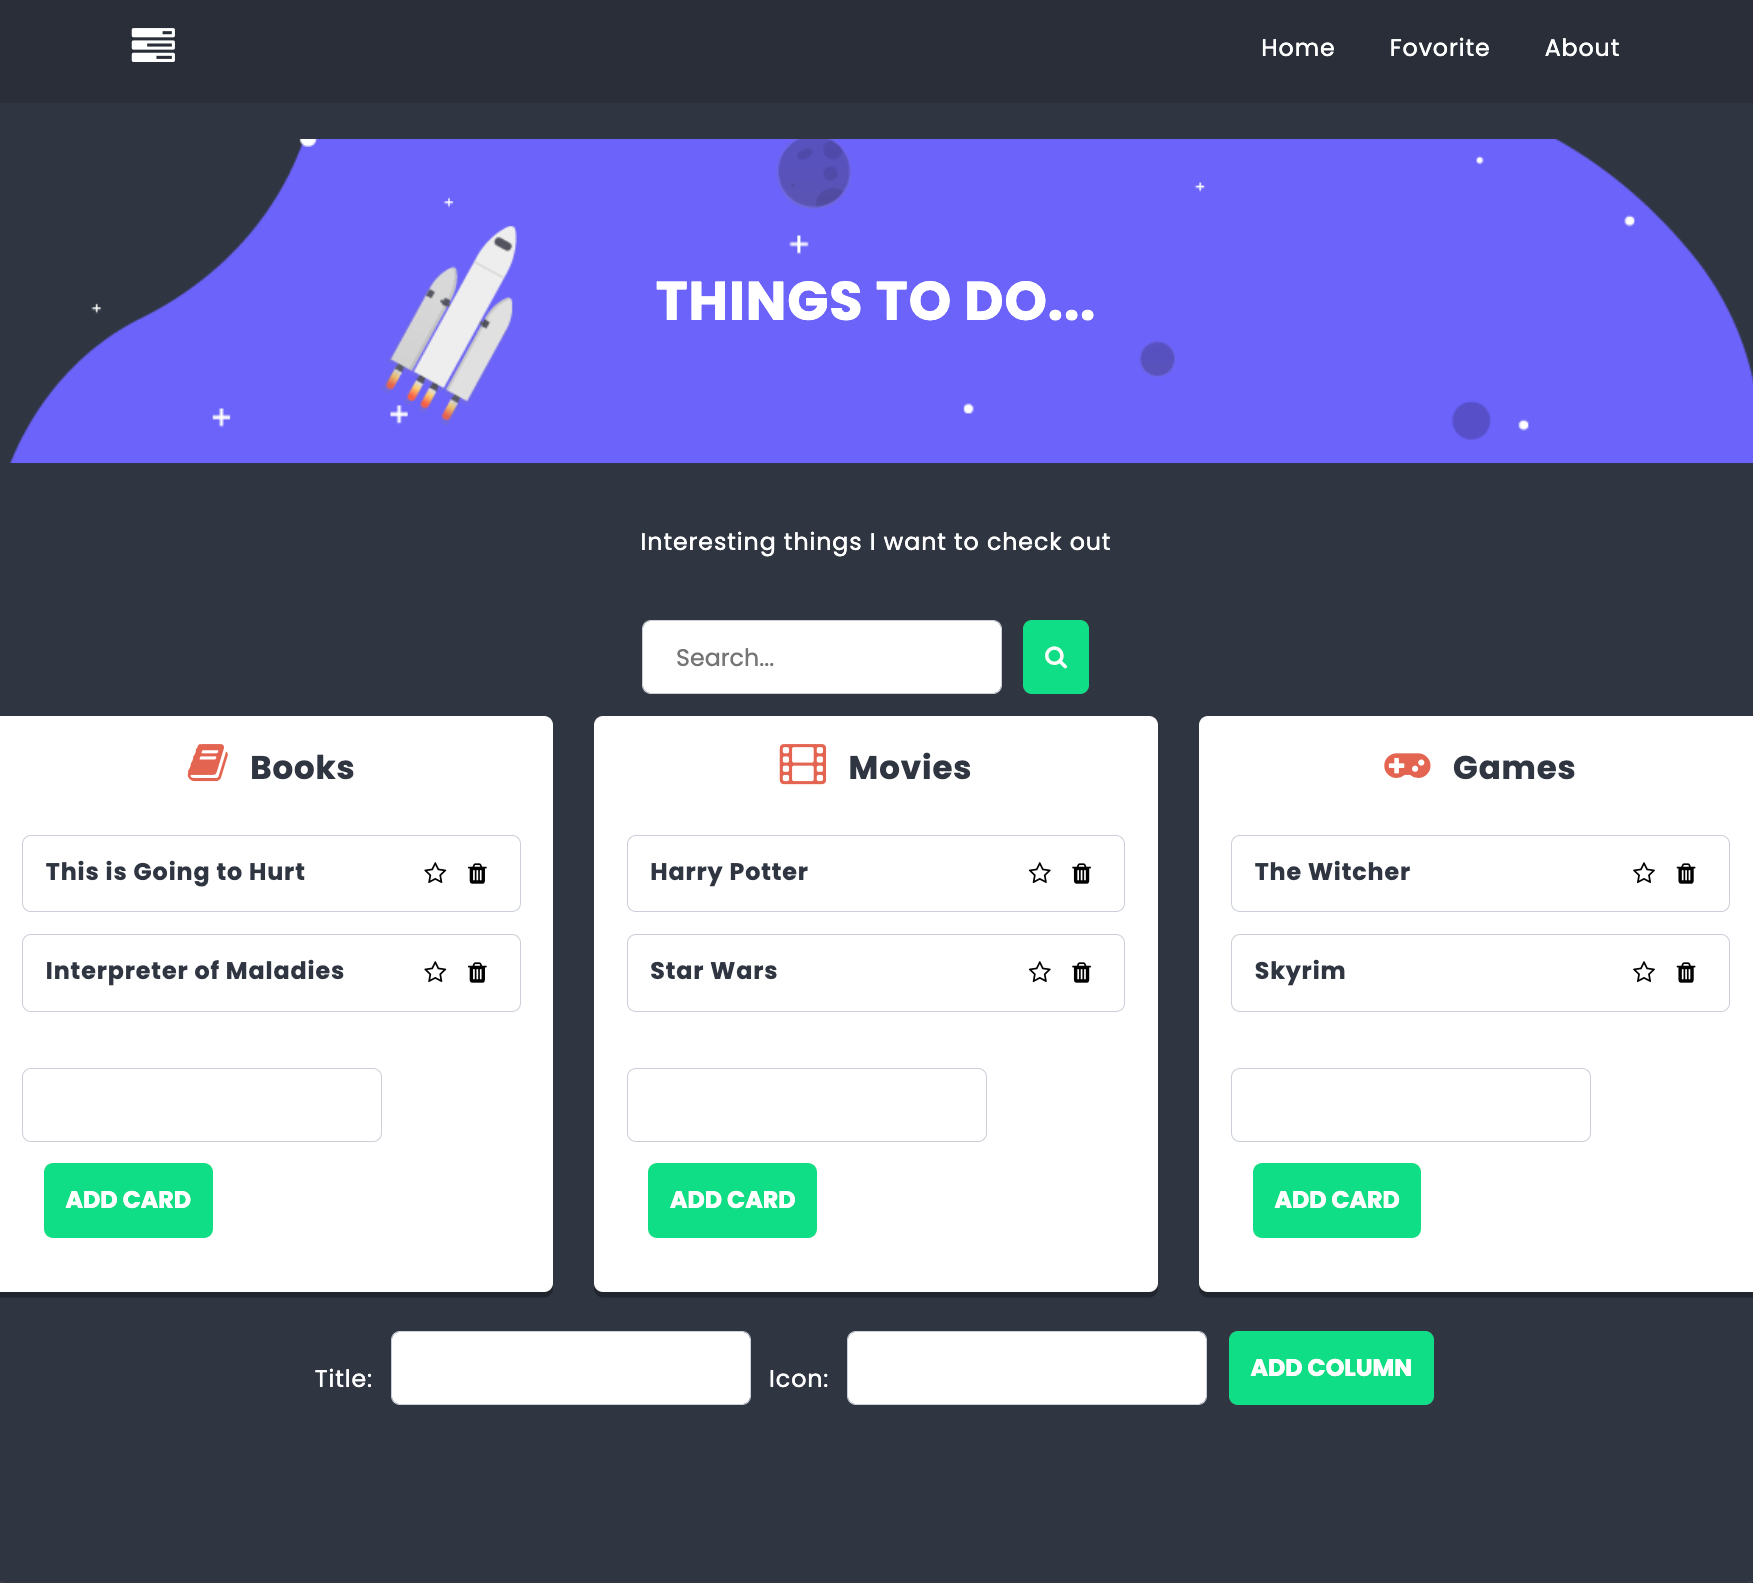 Home Fovorite About
THINGS TO DO...
Interesting things I want to check out
Search...
Books
This is Going to Hurt
Interpreter of Maladies
ADD CARD
Movies
Harry Potter
Star Wars
ADD CARD
Games
The Witcher
Skyrim
ADD CARD
Title: Icon: ADD COLUMN